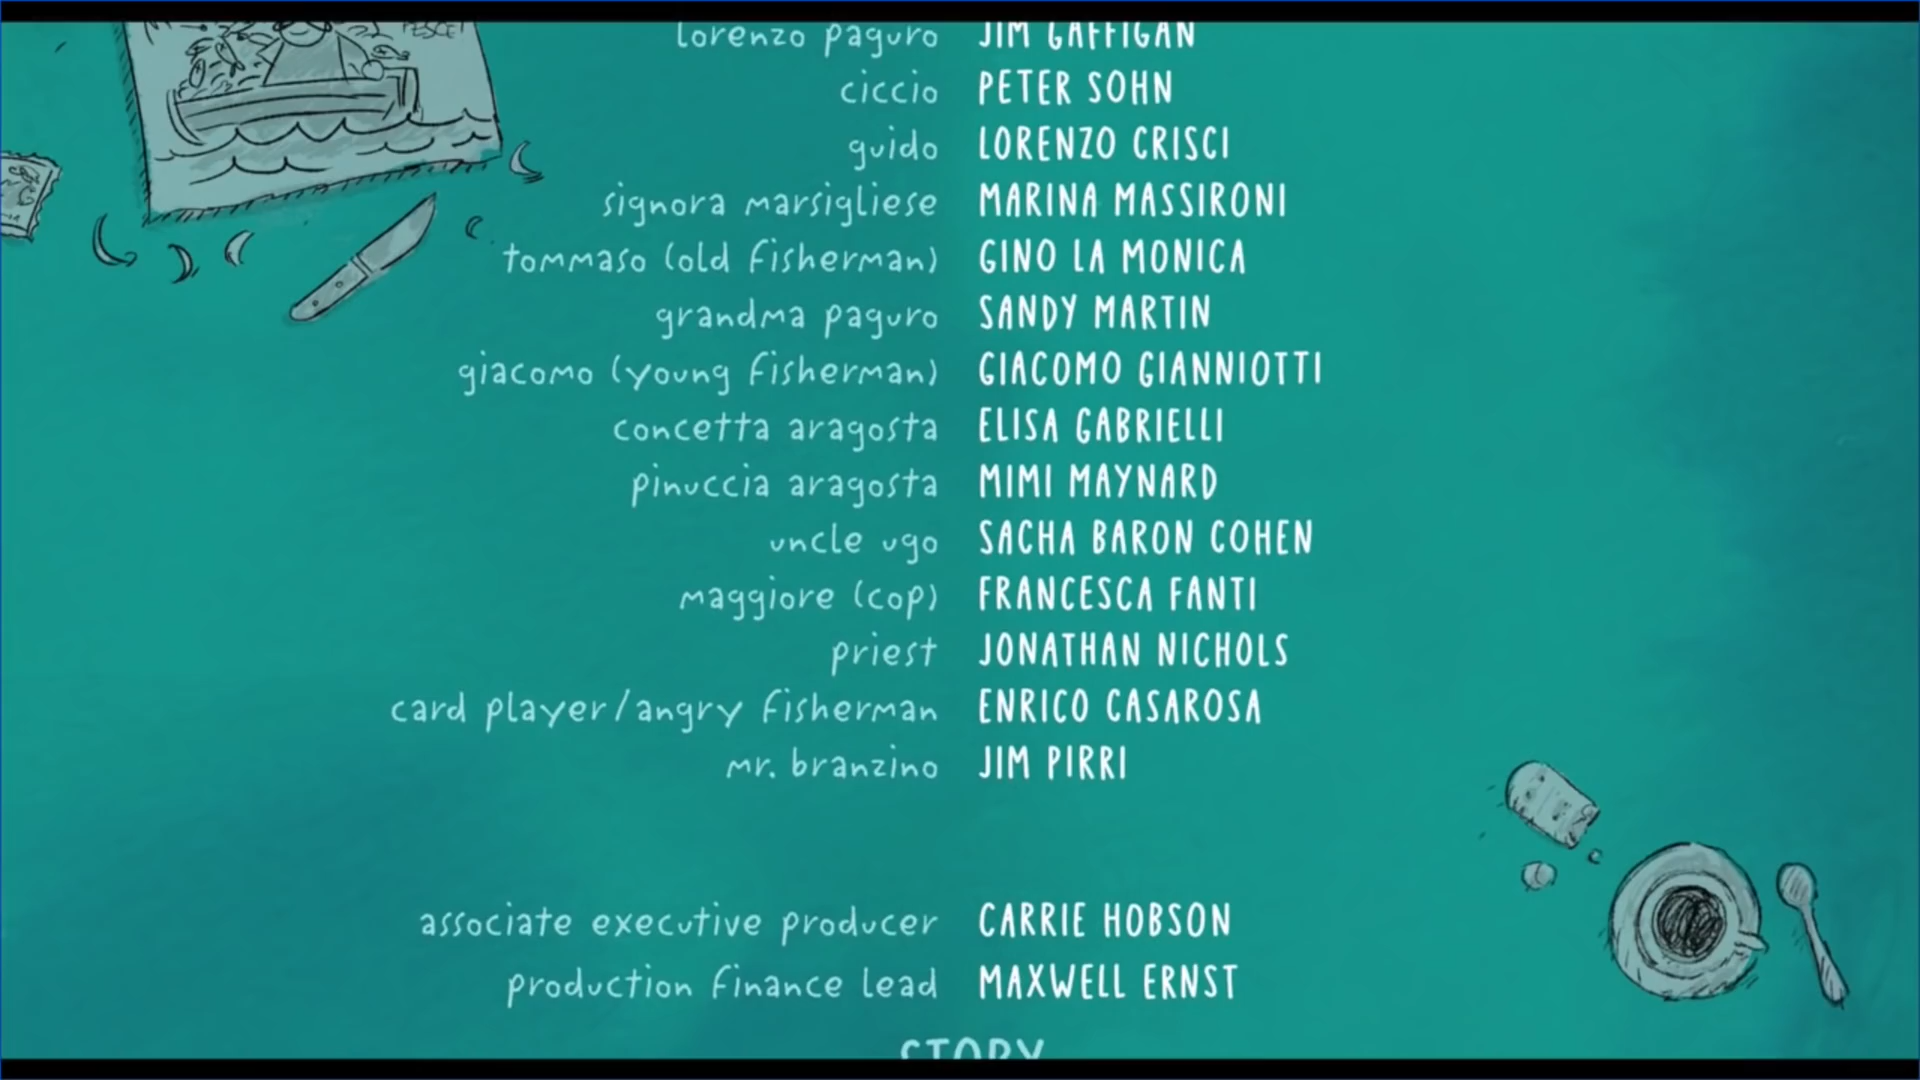 PESCE
lorenzo paguro JIM GAFFIGAN
ciccio PETER SOHN
guido LORENZO CRISCI
signora marsigliese MARINA MASSIRONI
tommaso (old fisherman) GINO LA MONICA
grandma paguro SANDY MARTIN
giacomo (young fisherman) GIACOMO GIANNIOTTI
concetta aragosta ELISA GABRIELLI
pinuccia aragosta MIMI MAYNARD
uncle ugo SACHA BARON COHEN
maggiore (cop) FRANCESCA FANTI
priest JONATHAN NICHOLS
card player/angry fisherman ENRICO CASAROSA
mr. branzino JIM PIRRI
associate executive producer CARRIE HOBSON
production finance lead MAXWELL ERNST
STORY